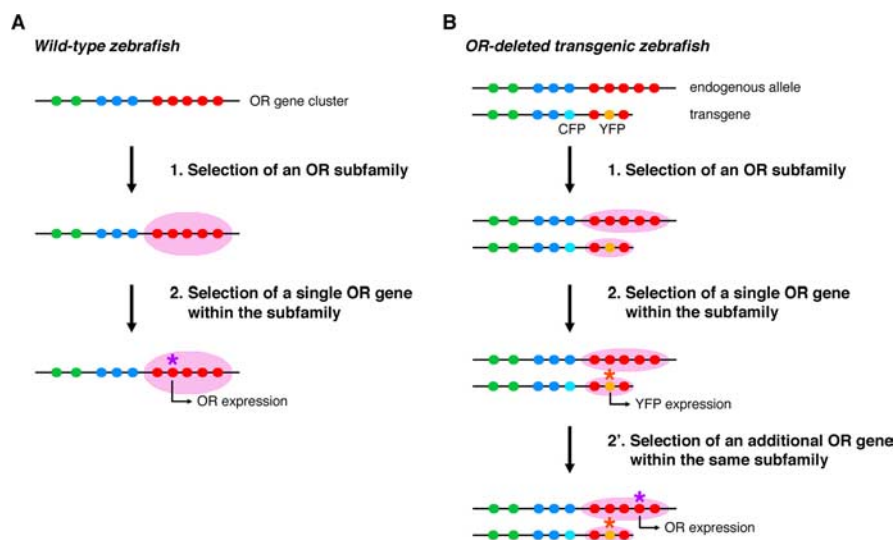 A
Wild-type zebrafish
OR gene cluster
1. Selection of an OR subfamily
2. Selection of a single OR gene
within the subfamily
*
OR expression
B
OR-deleted transgenic zebrafish
endogenous allele
transgene
CFP YFP
1. Selection of an OR subfamily
2. Selection of a single OR gene
within the subfamily
*
YFP expression
2'. Selection of an additional OR gene
within the same subfamily
*
*
OR expression